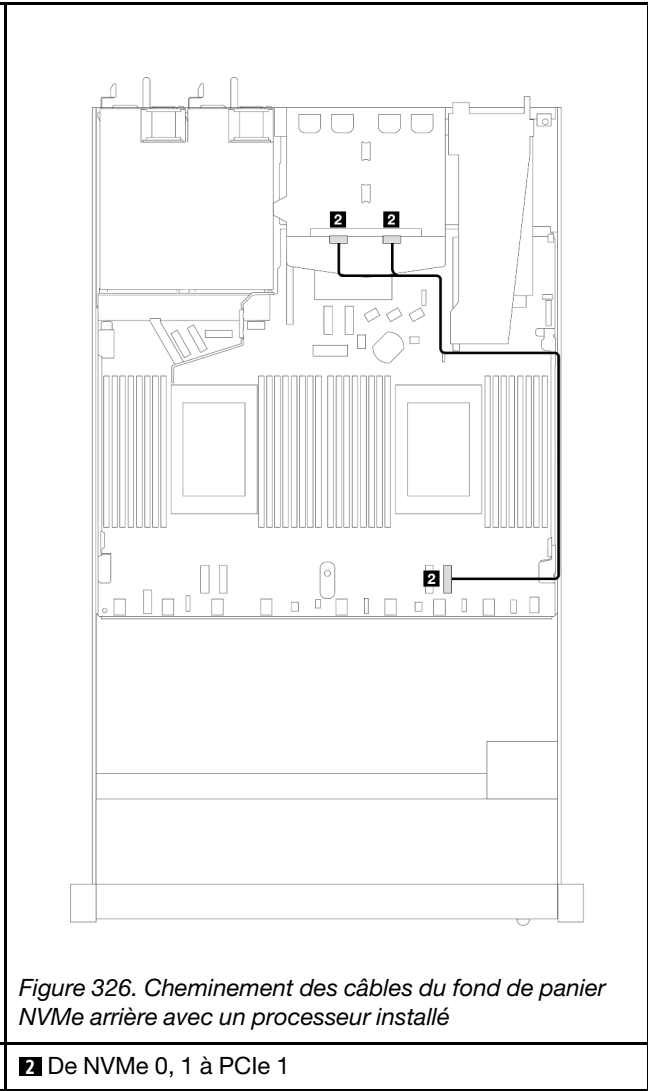 2 2
2
Figure 326. Cheminement des câbles du fond de panier
NVMe arrière avec un processeur installé
2 De NVMe 0, 1 à PCIe 1